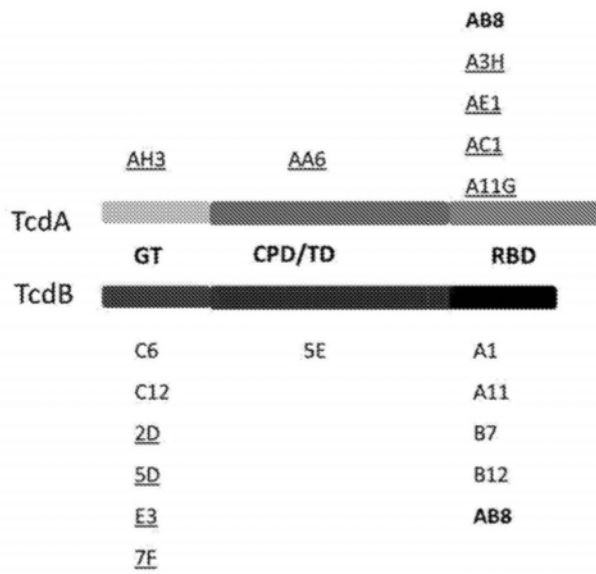 AB8
A3H
AE1
AC1
AH3 AA6
A11G
TcdA
GT CPD/TD RBD
TcdB
C6 5E A1
C12 A11
2D B7
5D B12
E3 AB8
7F